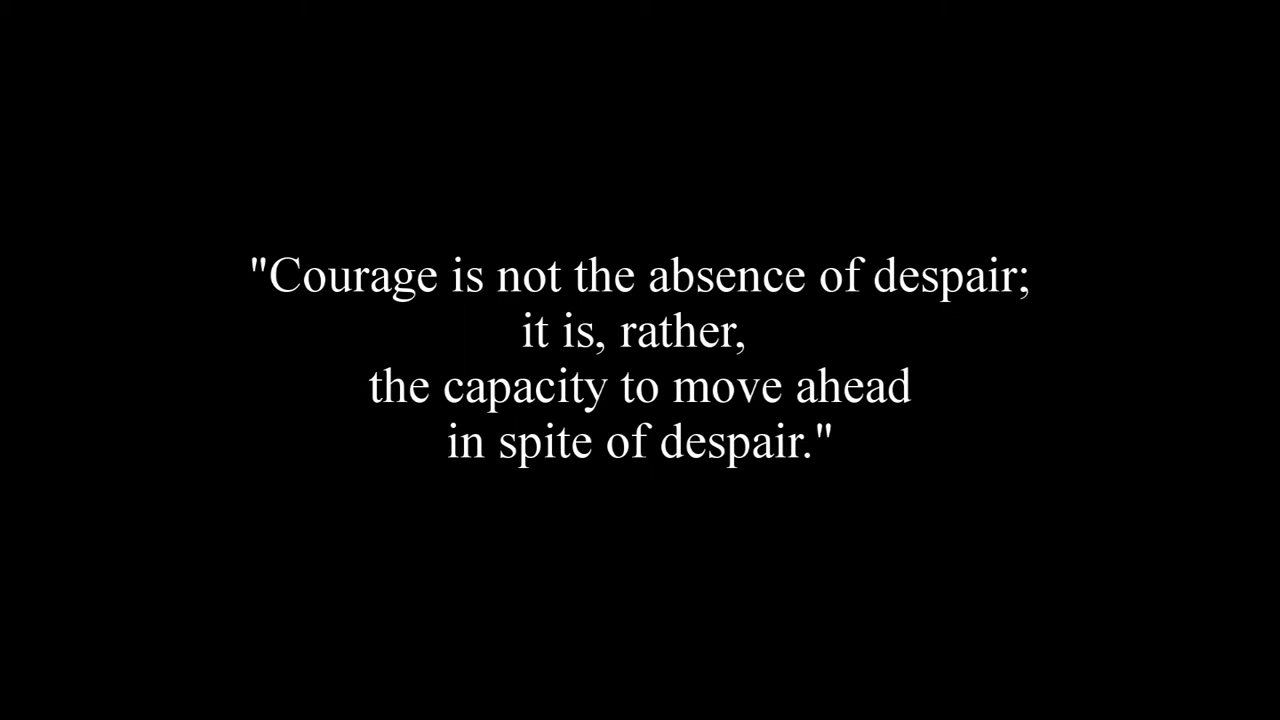 "Courage is not the absence of despair;
it is, rather,
the capacity to move ahead
in spite of despair."